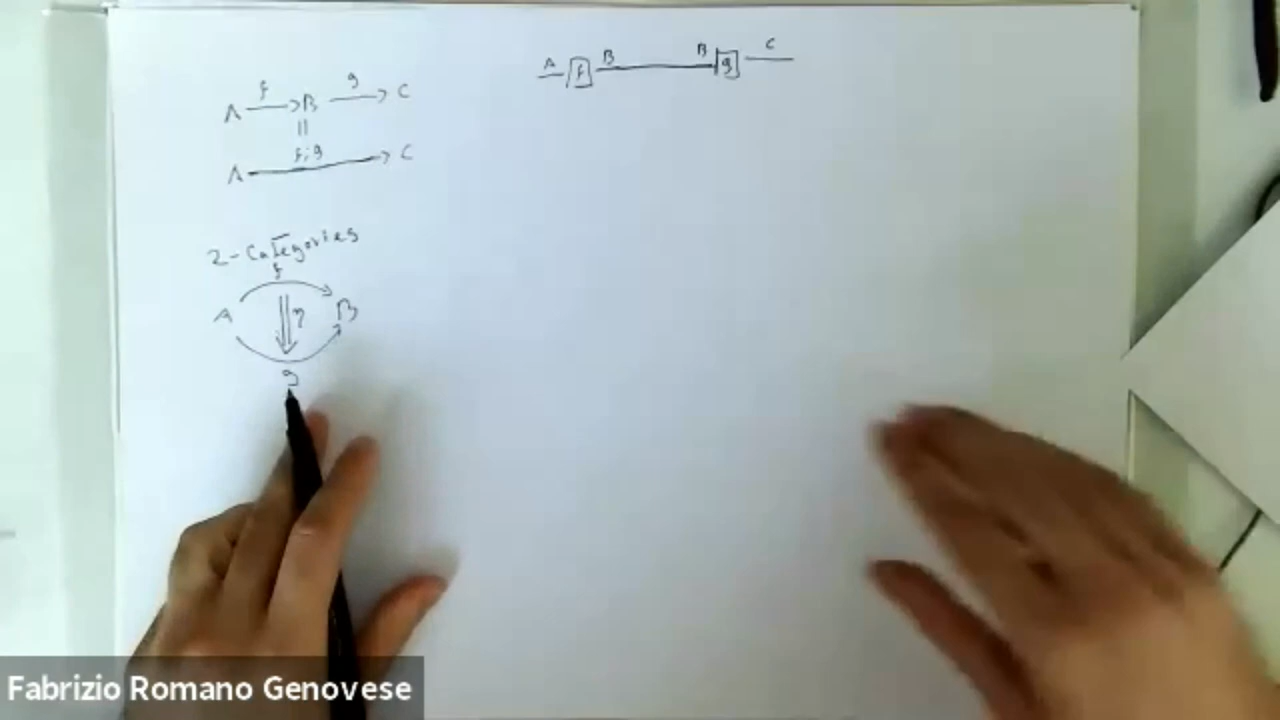 f g
A B C
f;g
A C
A f B B g C
2-Categories
f
A η B
g
Fabrizio Romano Genovese